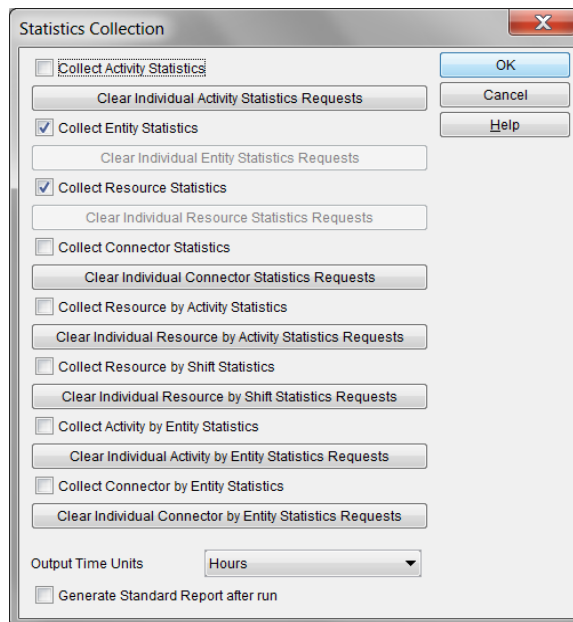 Statistics Collection
Collect Activity Statistics
OK
Clear Individual Activity Statistics Requests
Cancel
Collect Entity Statistics
Help
Clear Individual Entity Statistics Requests
Collect Resource Statistics
Clear Individual Resource Statistics Requests
Collect Connector Statistics
Clear Individual Connector Statistics Requests
Collect Resource by Activity Statistics
Clear Individual Resource by Activity Statistics Requests
Collect Resource by Shift Statistics
Clear Individual Resource by Shift Statistics Requests
Collect Activity by Entity Statistics
Clear Individual Activity by Entity Statistics Requests
Collect Connector by Entity Statistics
Clear Individual Connector by Entity Statistics Requests
Output Time Units Hours
Generate Standard Report after run